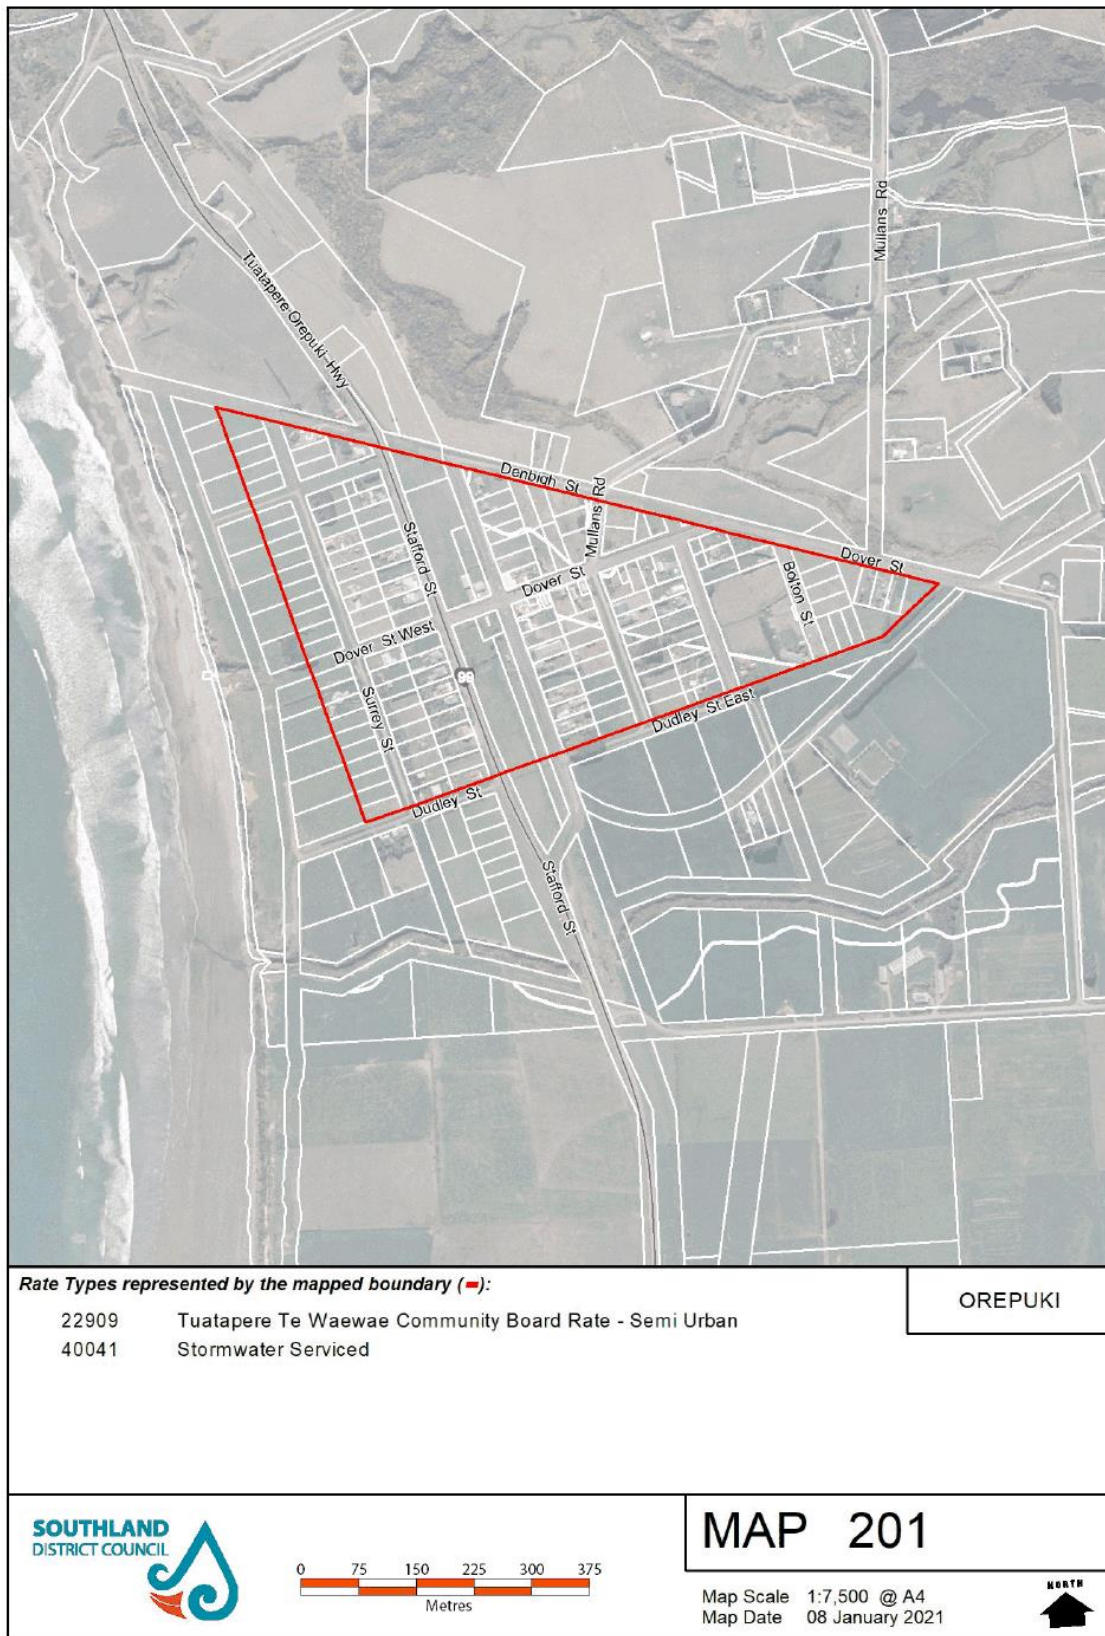 Mullans Rd
Tuatapere Orepuki Hwy
Denbigh St
Mullans Rd
Dover St
Stafford St
Dover St
Bolton St
Dover St West
99
Surrey St
Dudley St East
Dudley St
Stafford St
Rate Types represented by the mapped boundary ( ):
OREPUKI
22909 Tuatapere Te Waewae Community Board Rate - Semi Urban
40041 Stormwater Serviced
SOUTHLAND
DISTRICT COUNCIL
0 75 150 225 300 375
Metres
MAP 201
Map Scale 1:7,500 @ A4
Map Date 08 January 2021
NORTH